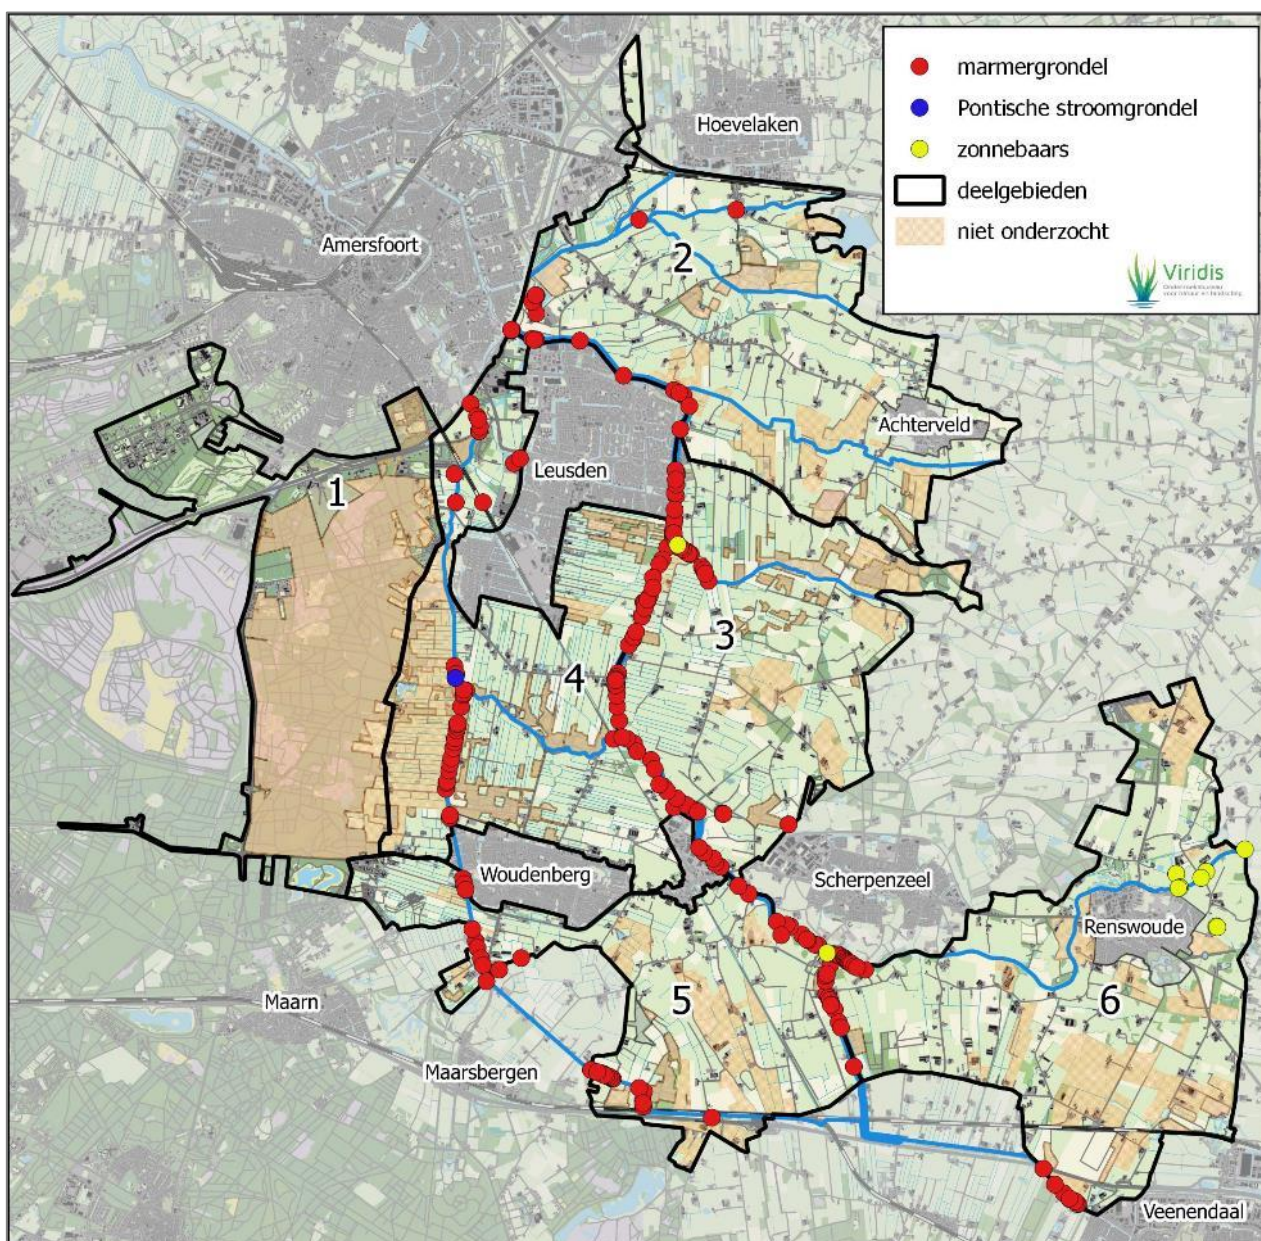 marmergrondel
Pontische stroomgrondel
zonnebaars
deelgebieden
niet onderzocht
Viridis
Hoevelaken
Amersfoort
2
Achterveld
Leusden
1
3
4
Woudenberg
Scherpenzeel
Renswoude
Maarn
5
6
Maarsbergen
Veenendaal